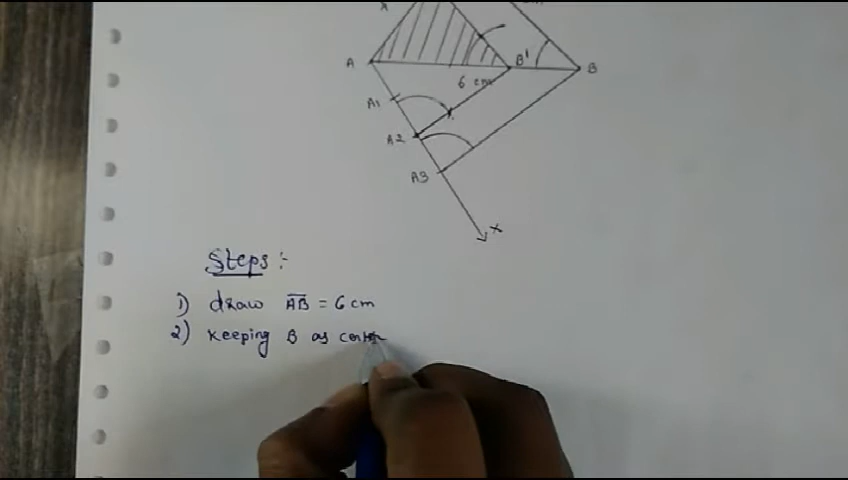 A
B'
B
6 cm
A1
A2
A3
X
Steps :-
1) draw AB = 6 cm
2) Keeping B as center